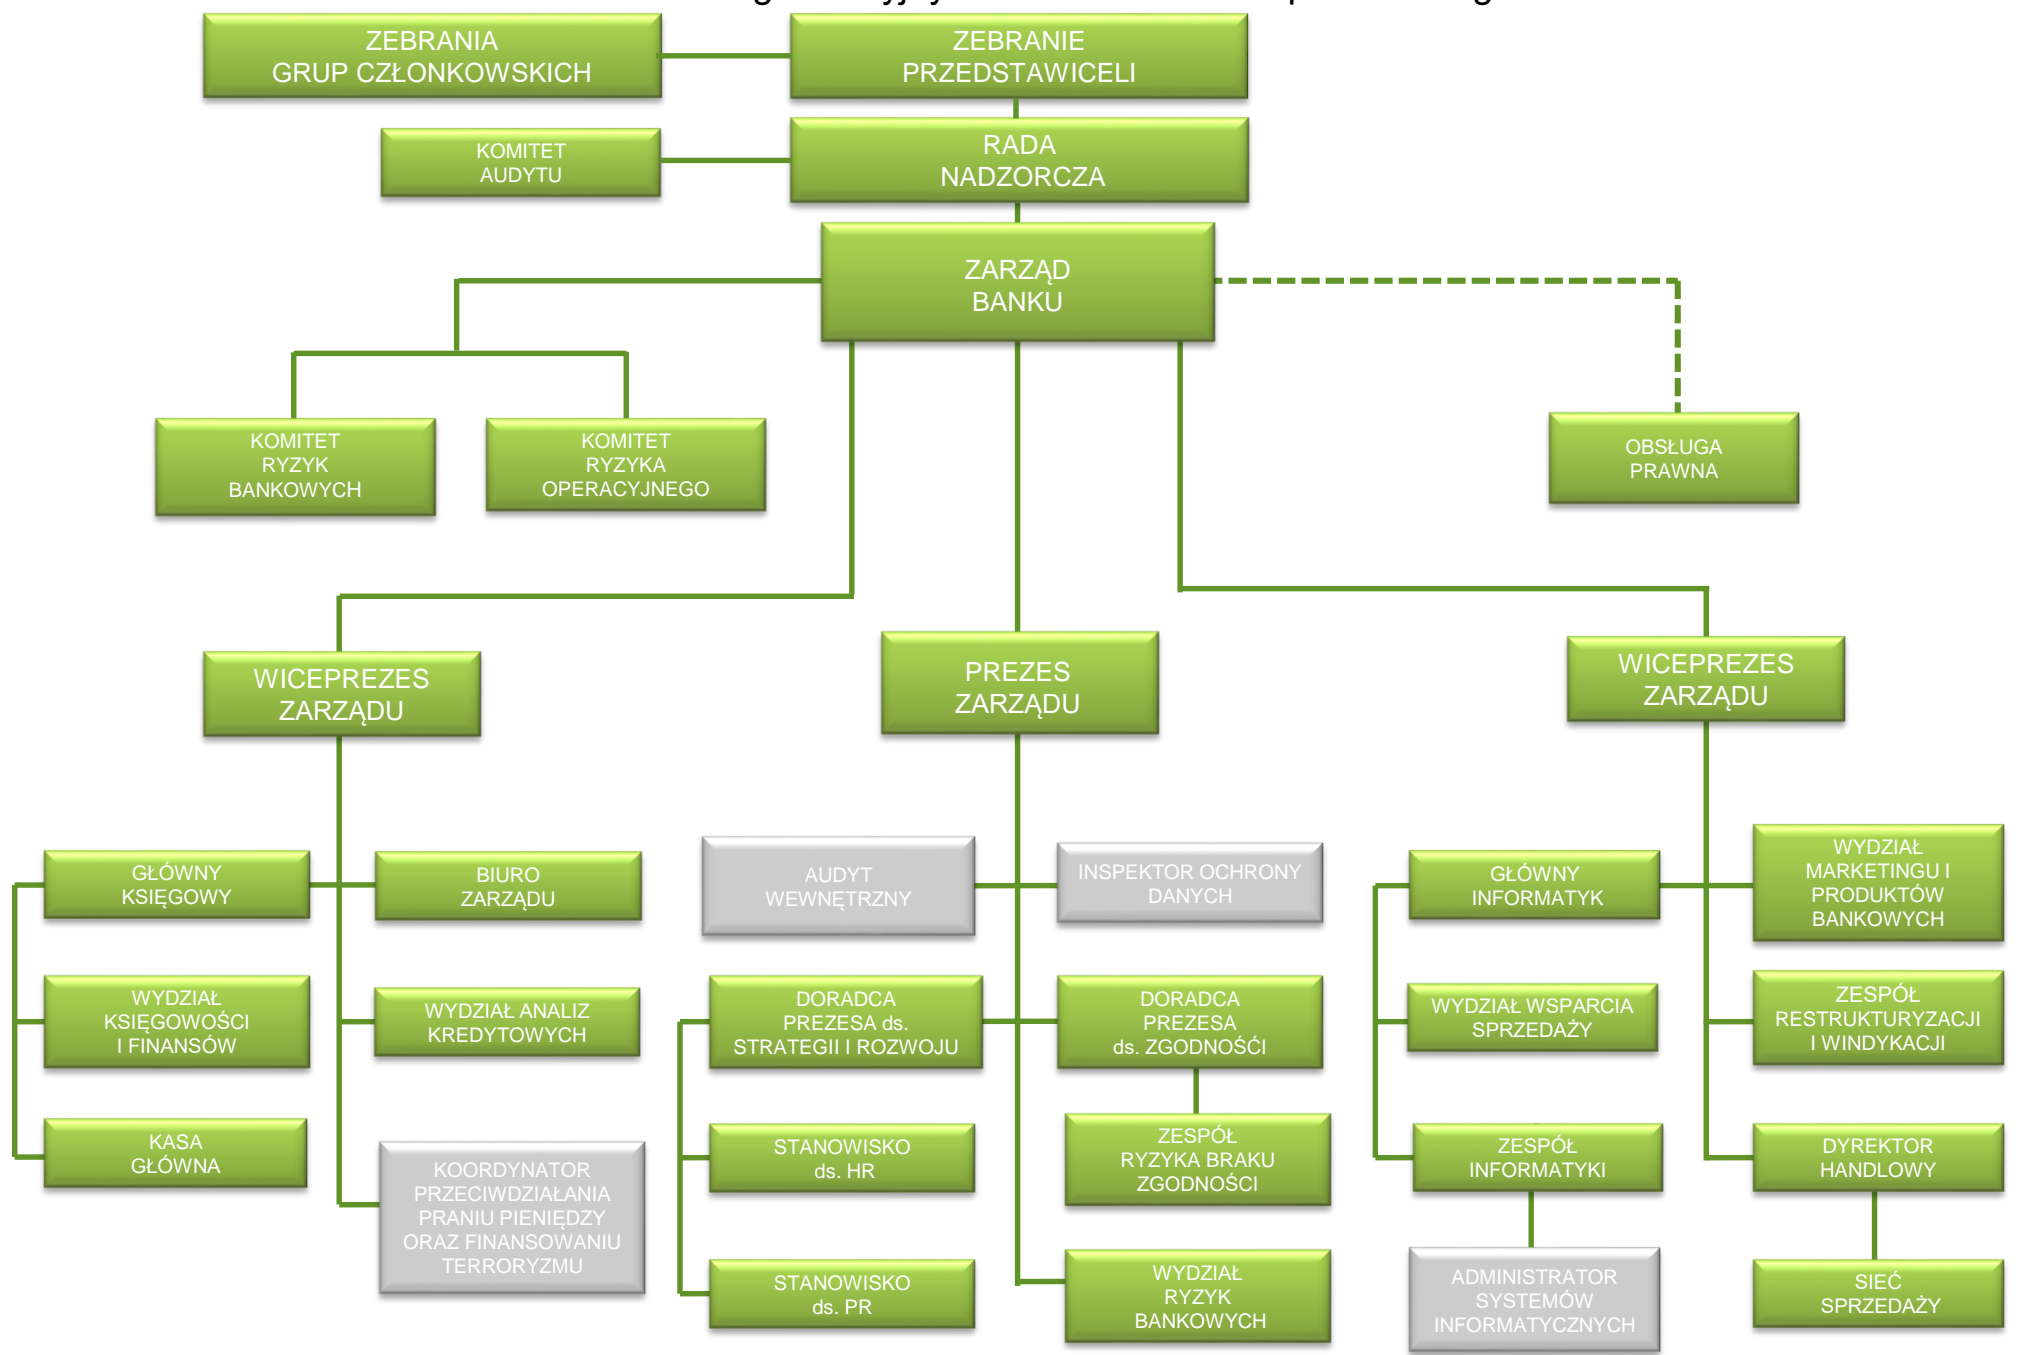 ZEBRANIA
GRUP CZŁONKOWSKICH
ZEBRANIE
PRZEDSTAWICELI
KOMITET
AUDYTU
RADA
NADZORCZA
ZARZĄD
BANKU
KOMITET
RYZYK
BANKOWYCH
KOMITET
RYZYKA
OPERACYJNEGO
OBSŁUGA
PRAWNA
WICEPREZES
ZARZĄDU
PREZES
ZARZĄDU
WICEPREZES
ZARZĄDU
GŁÓWNY
KSIĘGOWY
BIURO
ZARZĄDU
AUDYT
WEWNĘTRZNY
INSPEKTOR OCHRONY
DANYCH
GŁÓWNY
INFORMATYK
WYDZIAŁ
MARKETINGU I
PRODUKTÓW
BANKOWYCH
WYDZIAŁ
KSIĘGOWOŚCI
I FINANSÓW
WYDZIAŁ ANALIZ
KREDYTOWYCH
DORADCA
PREZESA ds.
STRATEGII I ROZWOJU
DORADCA
PREZESA
ds. ZGODNOŚĆI
WYDZIAŁ WSPARCIA
SPRZEDAŻY
ZESPÓŁ
RESTRUKTURYZACJI
I WINDYKACJI
KASA
GŁÓWNA
KOORDYNATOR
PRZECIWDZIAŁANIA
PRANIU PIENIĘDZY
ORAZ FINANSOWANIU
TERRORYZMU
STANOWISKO
ds. HR
ZESPÓŁ
RYZYKA BRAKU
ZGODNOŚCI
ZESPÓŁ
INFORMATYKI
DYREKTOR
HANDLOWY
STANOWISKO
ds. PR
WYDZIAŁ
RYZYK
BANKOWYCH
ADMINISTRATOR
SYSTEMÓW
INFORMATYCZNYCH
SIEĆ
SPRZEDAŻY